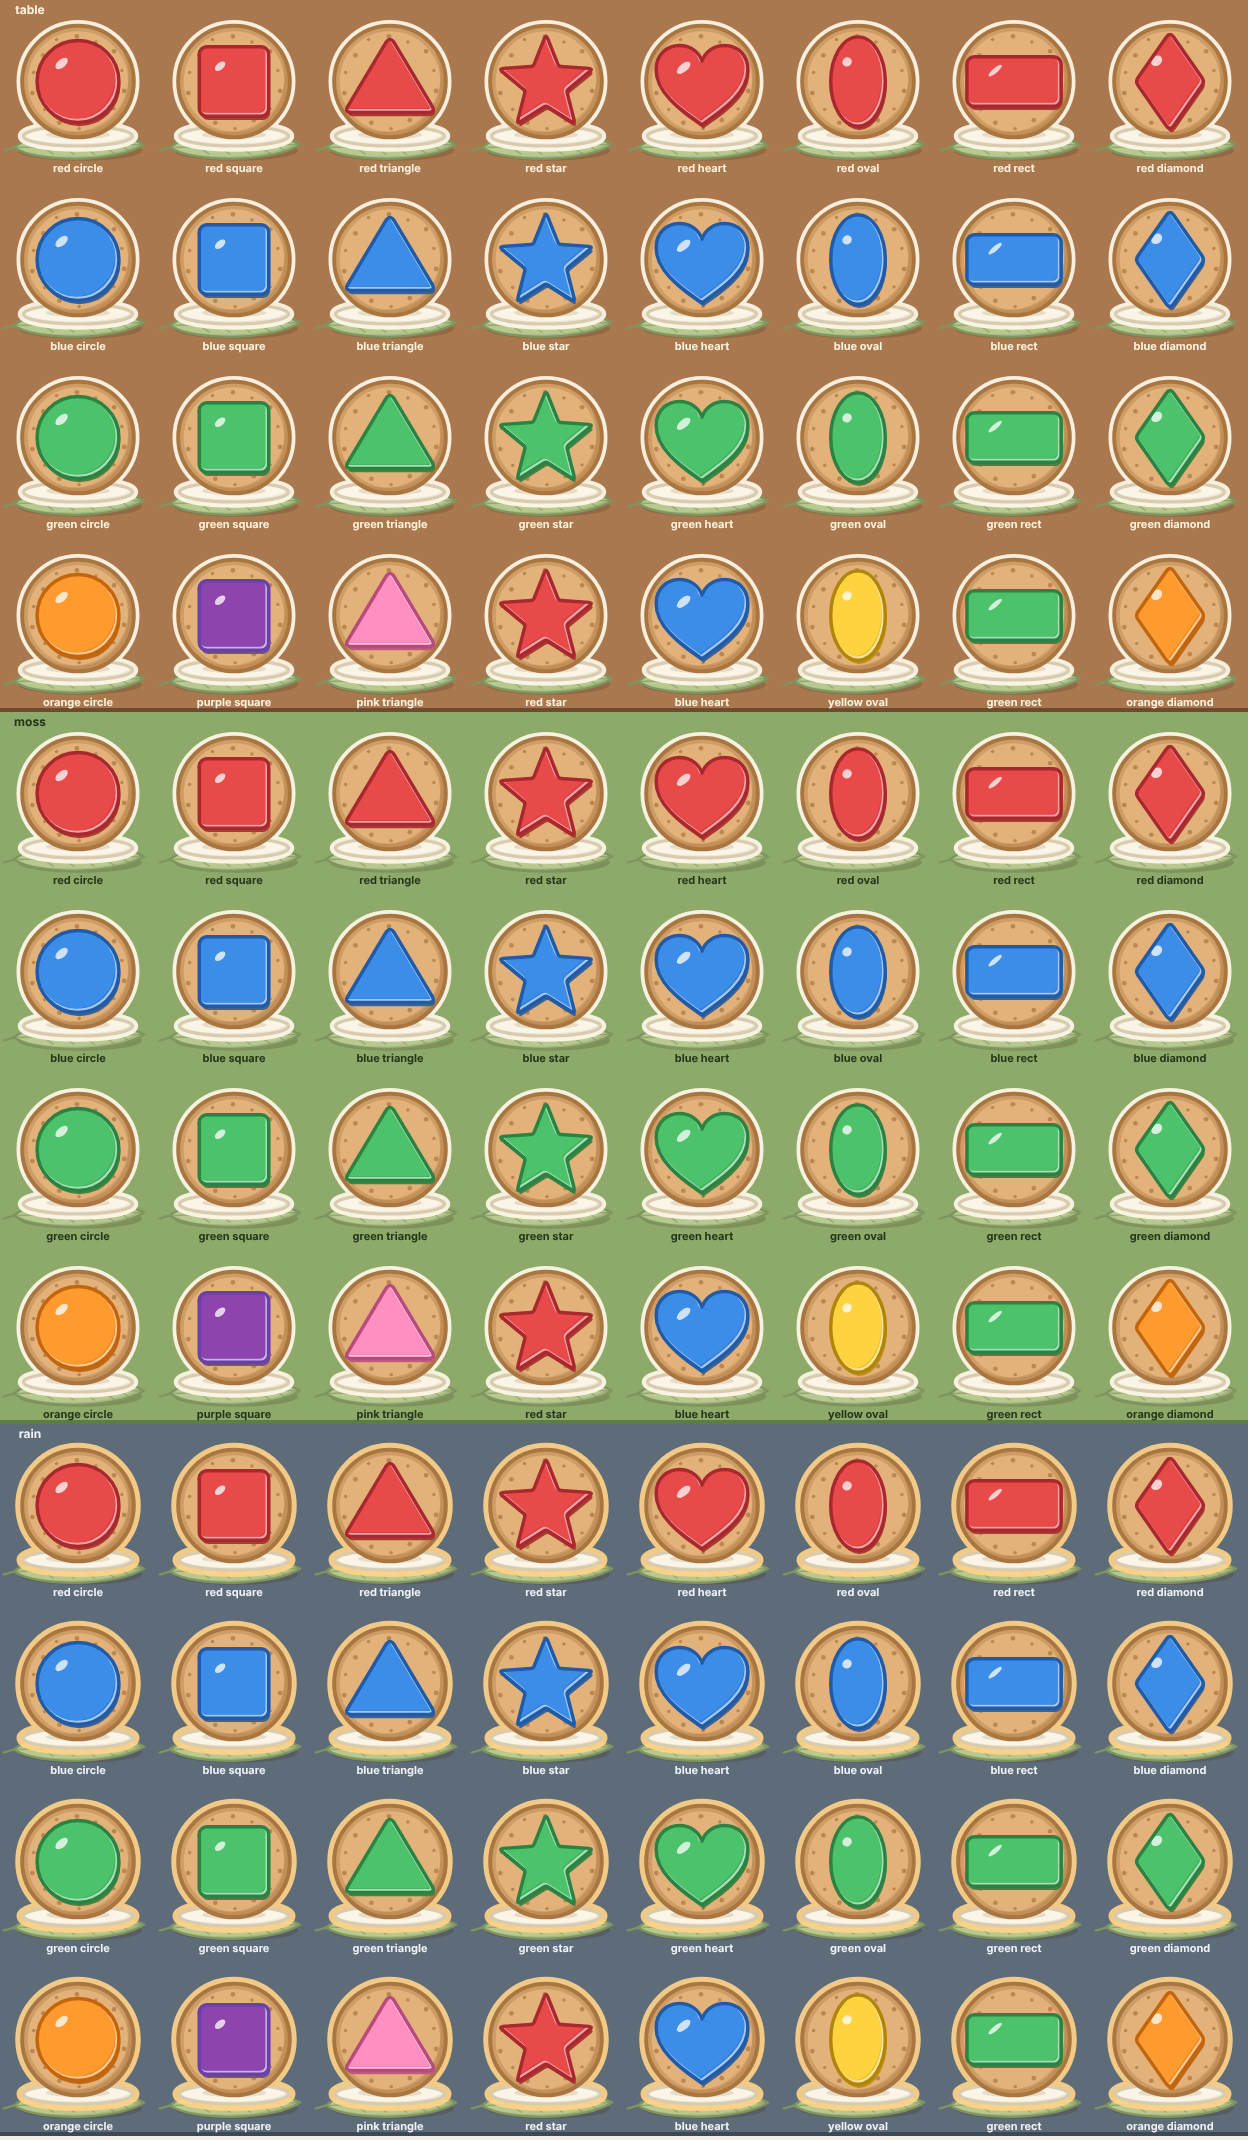 table
red circle red square red triangle red star red heart red oval red rect red diamond
blue circle blue square blue triangle blue star blue heart blue oval blue rect blue diamond
green circle green square green triangle green star green heart green oval green rect green diamond
orange circle purple square pink triangle red star blue heart yellow oval green rect orange diamond
moss
red circle red square red triangle red star red heart red oval red rect red diamond
blue circle blue square blue triangle blue star blue heart blue oval blue rect blue diamond
green circle green square green triangle green star green heart green oval green rect green diamond
orange circle purple square pink triangle red star blue heart yellow oval green rect orange diamond
rain
red circle red square red triangle red star red heart red oval red rect red diamond
blue circle blue square blue triangle blue star blue heart blue oval blue rect blue diamond
green circle green square green triangle green star green heart green oval green rect green diamond
orange circle purple square pink triangle red star blue heart yellow oval green rect orange diamond